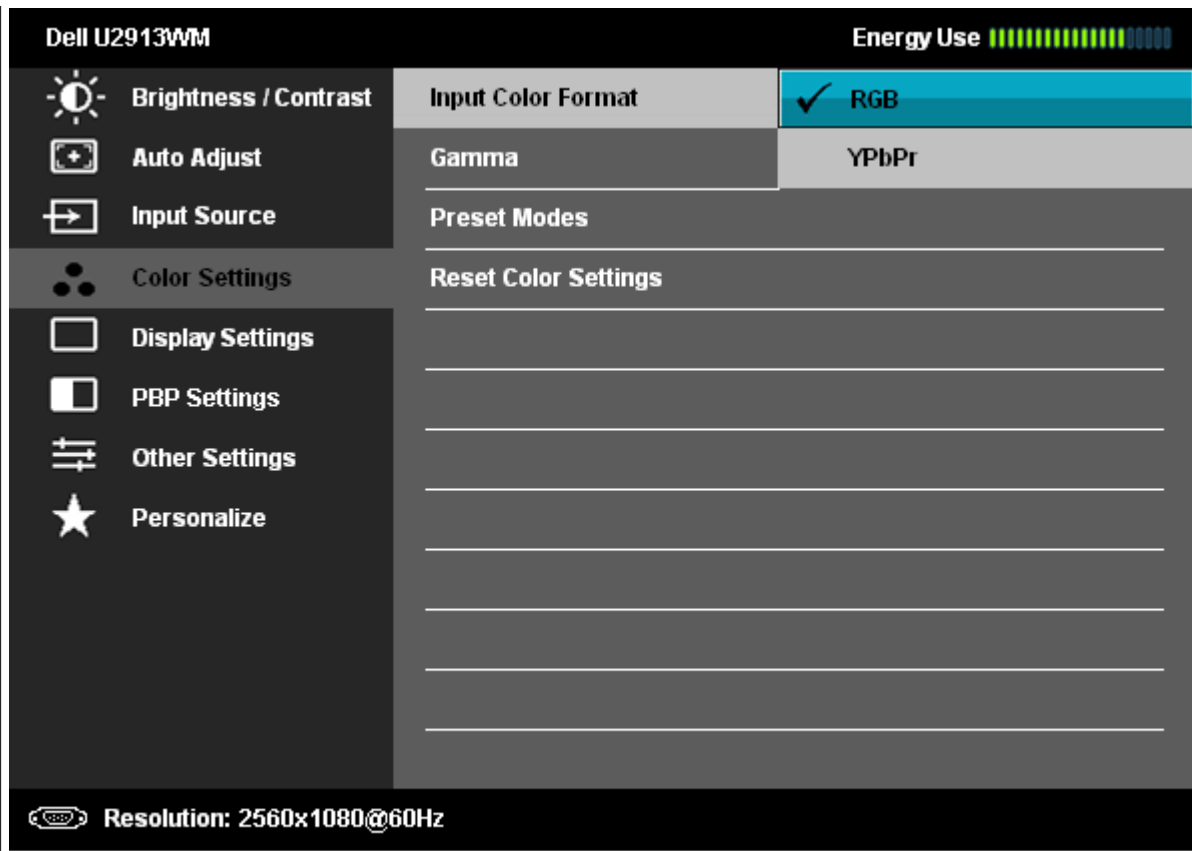 Dell U2913WM Energy Use
Brightness / Contrast Input Color Format RGB
Auto Adjust Gamma YPbPr
Input Source Preset Modes
Color Settings Reset Color Settings
Display Settings
PBP Settings
Other Settings
Personalize
Resolution: 2560x1080@60Hz